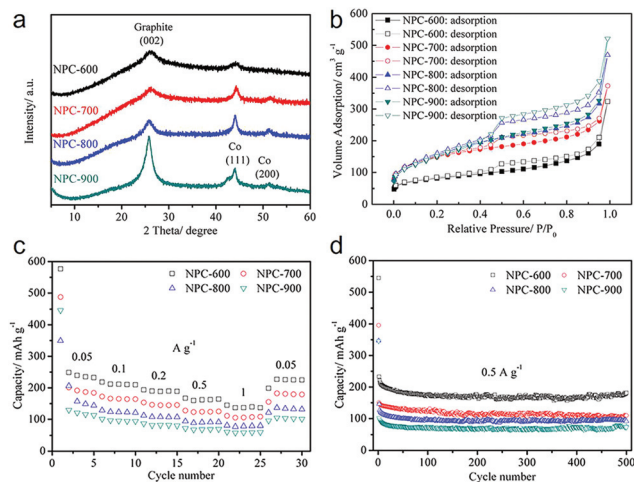 a
Graphite
(002)
NPC-600
NPC-700
NPC-800
NPC-900
Co
(111)
Co
(200)
Intensity/ a.u.
10 20 30 40 50 60
2 Theta/ degree
b
NPC-600: adsorption
NPC-600: desorption
NPC-700: adsorption
NPC-700: desorption
NPC-800: adsorption
NPC-800: desorption
NPC-900: adsorption
NPC-900: desorption
Volume Adsorption/ cm³ g⁻¹
600
500
400
300
200
100
0
0.0 0.2 0.4 0.6 0.8 1.0
Relative Pressure/ P/P₀
c
NPC-600 NPC-700
NPC-800 NPC-900
A g⁻¹
0.05 0.1 0.2 0.5 1 0.05
Capacity/ mAh g⁻¹
600
500
400
300
200
100
0
0 5 10 15 20 25 30
Cycle number
d
NPC-600 NPC-700
NPC-800 NPC-900
0.5 A g⁻¹
Capacity/ mAh g⁻¹
600
500
400
300
200
100
0
0 100 200 300 400 500
Cycle number